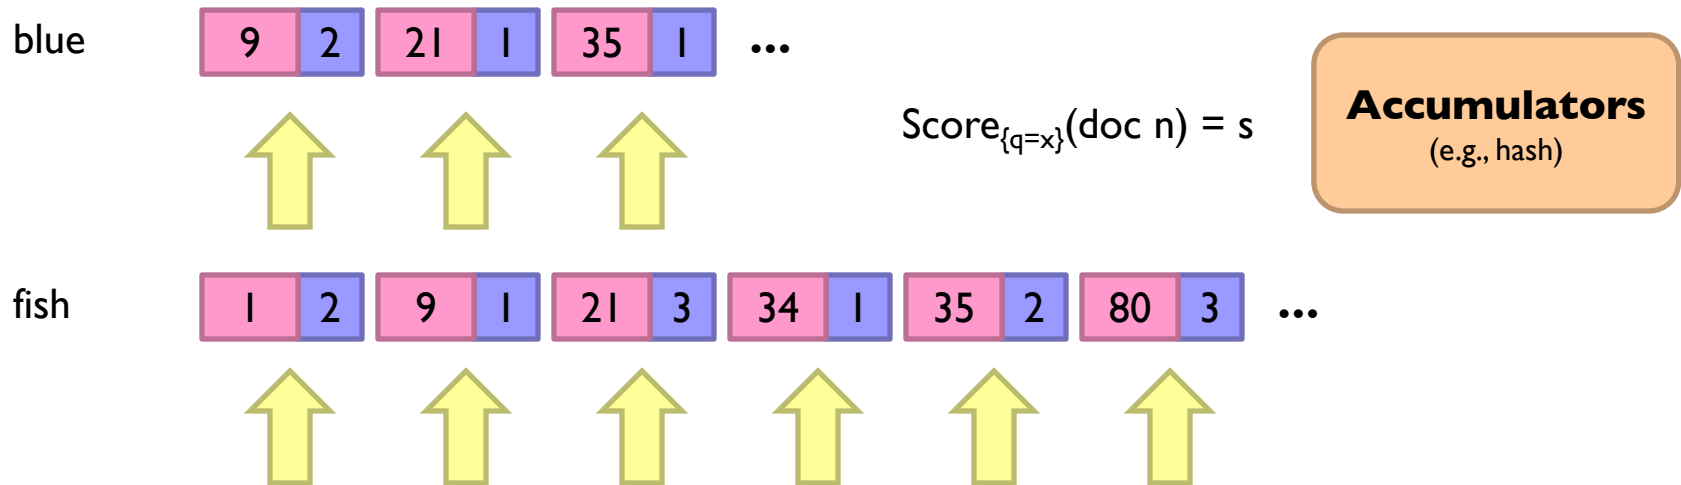 blue 9 2 21 1 35 1 ...
Score{q=x}(doc n) = s
Accumulators
(e.g., hash)
fish 1 2 9 1 21 3 34 1 35 2 80 3 ...